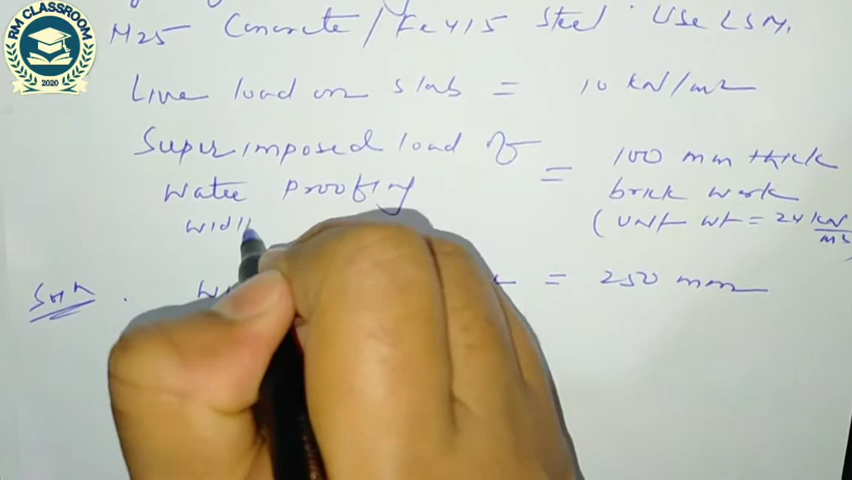 RM CLASSROOM
2020
M25 Concrete / Fe415 Steel. Use LSM.
Live load on slab = 10 kN/m2
Superimposed load of
water proofing = 100 mm thick
brick work
(unit wt = 24 kN/m3)
width
Soln.
= 250 mm